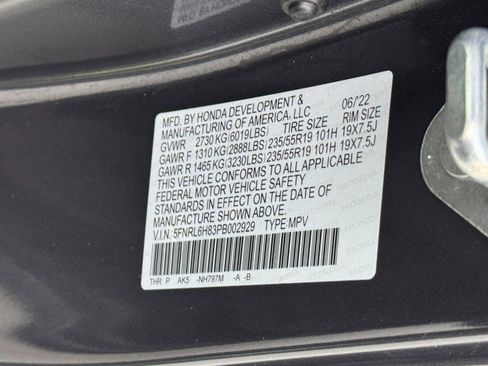 MFD. BY HONDA DEVELOPMENT & 06/'22
MANUFACTURING OF AMERICA, LLC
GVWR 2730 KG(6019LBS) TIRE SIZE RIM SIZE
GAWR F 1310 KG(2888LBS) 235/55R19 101H 19X7.5J
GAWR R 1465 KG(3230LBS) 235/55R19 101H 19X7.5J
THIS VEHICLE CONFORMS TO ALL APPLICABLE
FEDERAL MOTOR VEHICLE SAFETY
STANDARDS IN EFFECT ON THE DATE OF
MANUFACTURE SHOWN ABOVE.
V.I.N. 5FNRL6H63PB002929 TYPE:MPV
THR P AK5 -NH797M -A -B